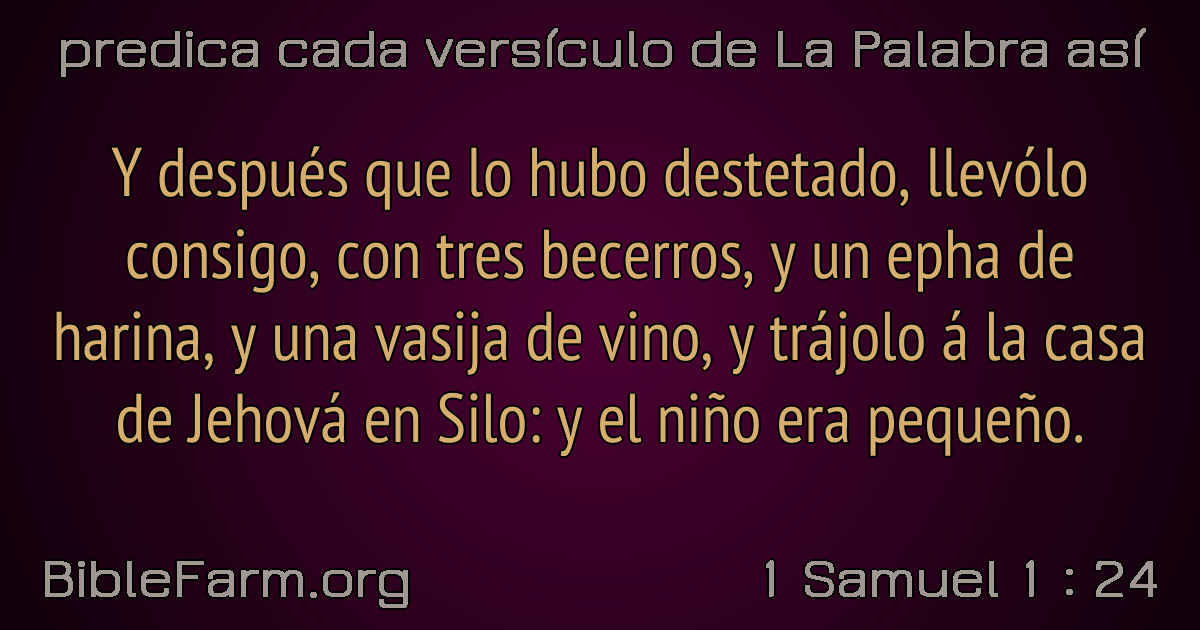 predica cada versículo de La Palabra así
Y después que lo hubo destetado, llevólo
consigo, con tres becerros, y un epha de
harina, y una vasija de vino, y trájolo á la casa
de Jehová en Silo: y el niño era pequeño.
BibleFarm.org
1 Samuel 1 : 24